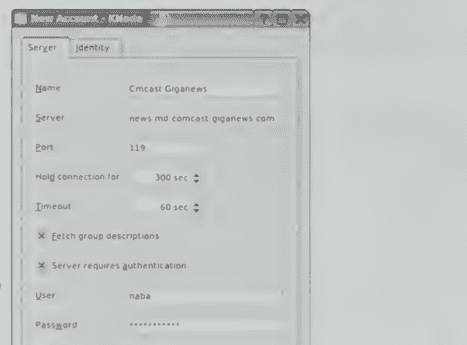 New Account - KNode
Server Identity
Name Cmcast Giganews
Server news md comcast giganews com
Port 119
Hold connection for 300 sec
Timeout 60 sec
Fetch group descriptions
Server requires authentication
User naba
Password ***********